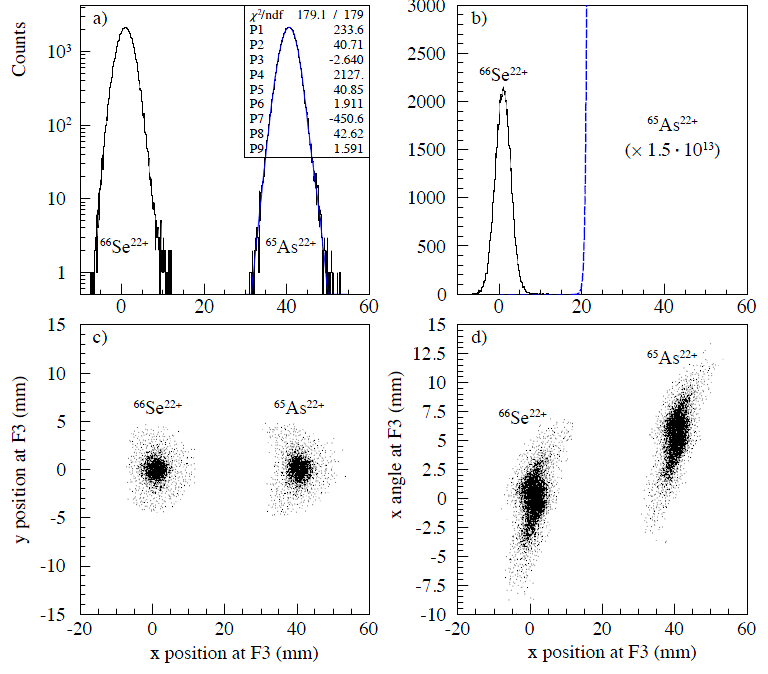 a)
χ²/ndf 179.1 / 179
P1 233.6
P2 40.71
P3 -2.640
P4 2127.
P5 40.85
P6 1.911
P7 -450.6
P8 42.62
P9 1.591
Counts
10³
10²
10
1
⁶⁶Se²²⁺
⁶⁵As²²⁺
0 20 40 60
b)
3000
2500
2000
1500
1000
500
0
⁶⁶Se²²⁺
⁶⁵As²²⁺
(× 1.5 · 10¹³)
0 20 40 60
c)
y position at F3 (mm)
15
10
5
0
-5
-10
-15
⁶⁶Se²²⁺
⁶⁵As²²⁺
-20 0 20 40 60
x position at F3 (mm)
d)
x angle at F3 (mm)
15
12.5
10
7.5
5
2.5
0
-2.5
-5
-7.5
-10
⁶⁵As²²⁺
⁶⁶Se²²⁺
-20 0 20 40 60
x position at F3 (mm)